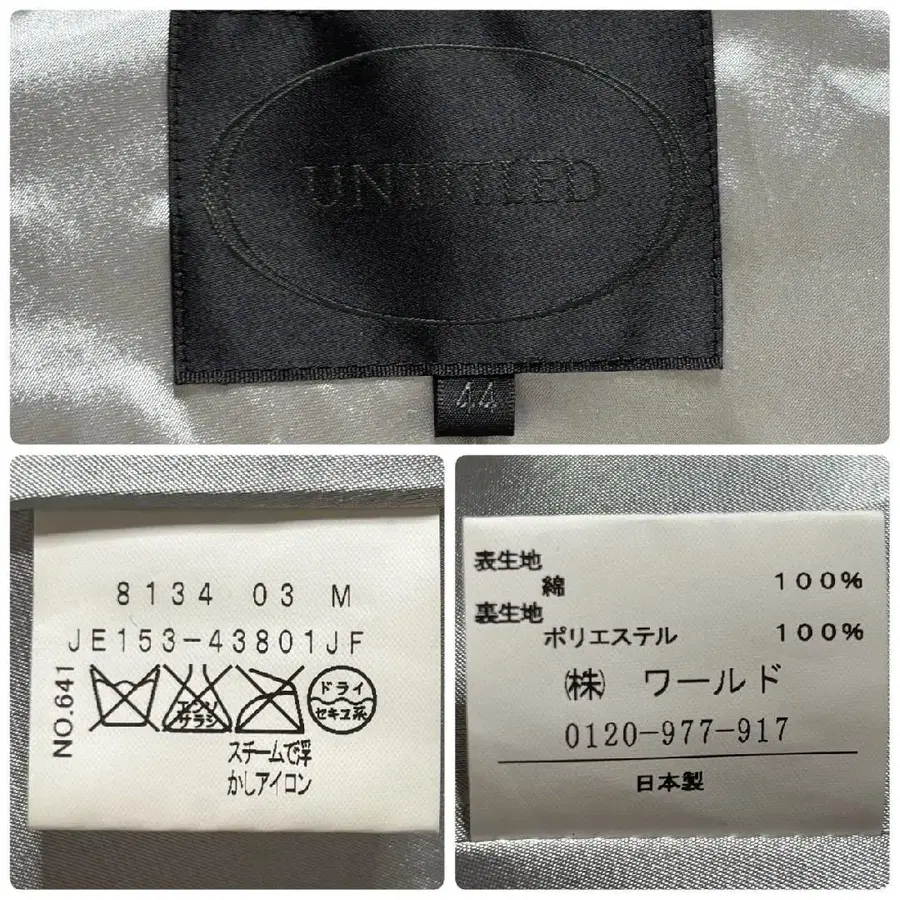 UNTITLED
44
8134 03 M
JE153-43801JF
NO.641
エンソ
サラシ
ドライ
セキユ系
スチームで浮
かしアイロン
表生地
綿 100%
裏生地
ポリエステル 100%
㈱ ワールド
0120-977-917
日本製